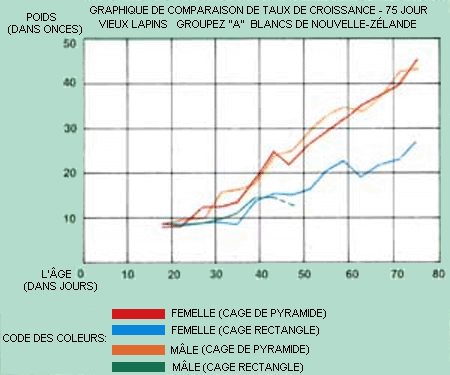 POIDS
(DANS ONCES)
GRAPHIQUE DE COMPARAISON DE TAUX DE CROISSANCE - 75 JOUR
VIEUX LAPINS GROUPEZ "A" BLANCS DE NOUVELLE-ZÉLANDE
50
40
30
20
10
L'ÂGE
(DANS JOURS)
0 10 20 30 40 50 60 70 80
CODE DES COLEURS:
FEMELLE (CAGE DE PYRAMIDE)
FEMELLE (CAGE RECTANGLE)
MÂLE (CAGE DE PYRAMIDE)
MÂLE (CAGE RECTANGLE)